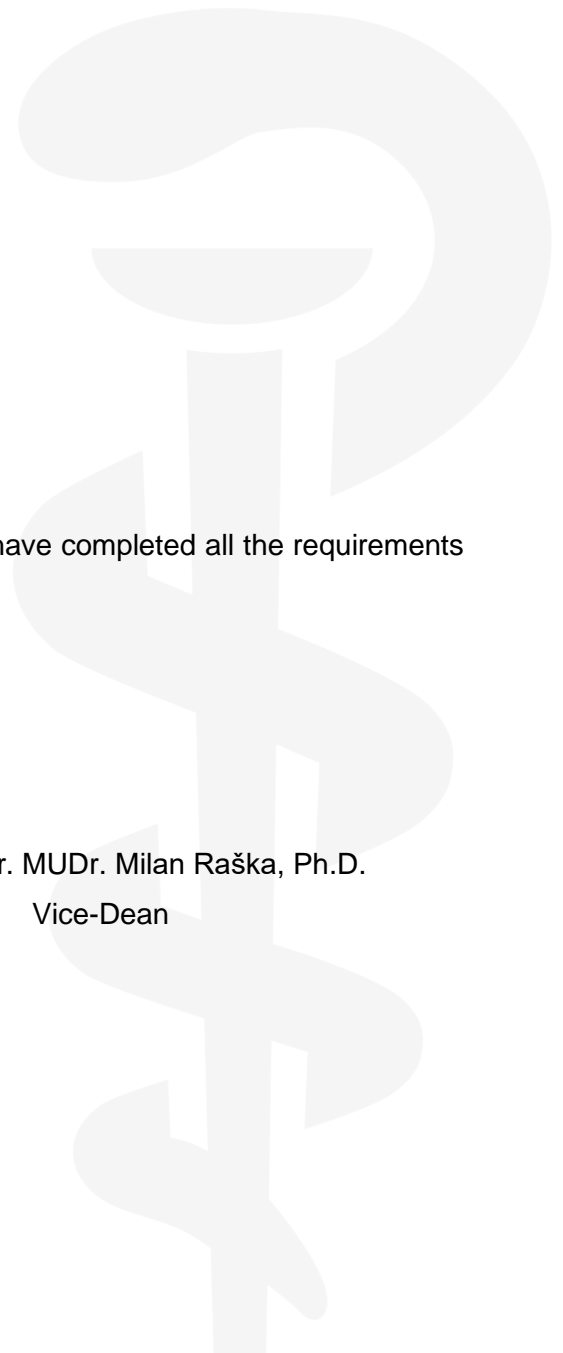 have completed all the requirements
r. MUDr. Milan Raška, Ph.D.
Vice-Dean